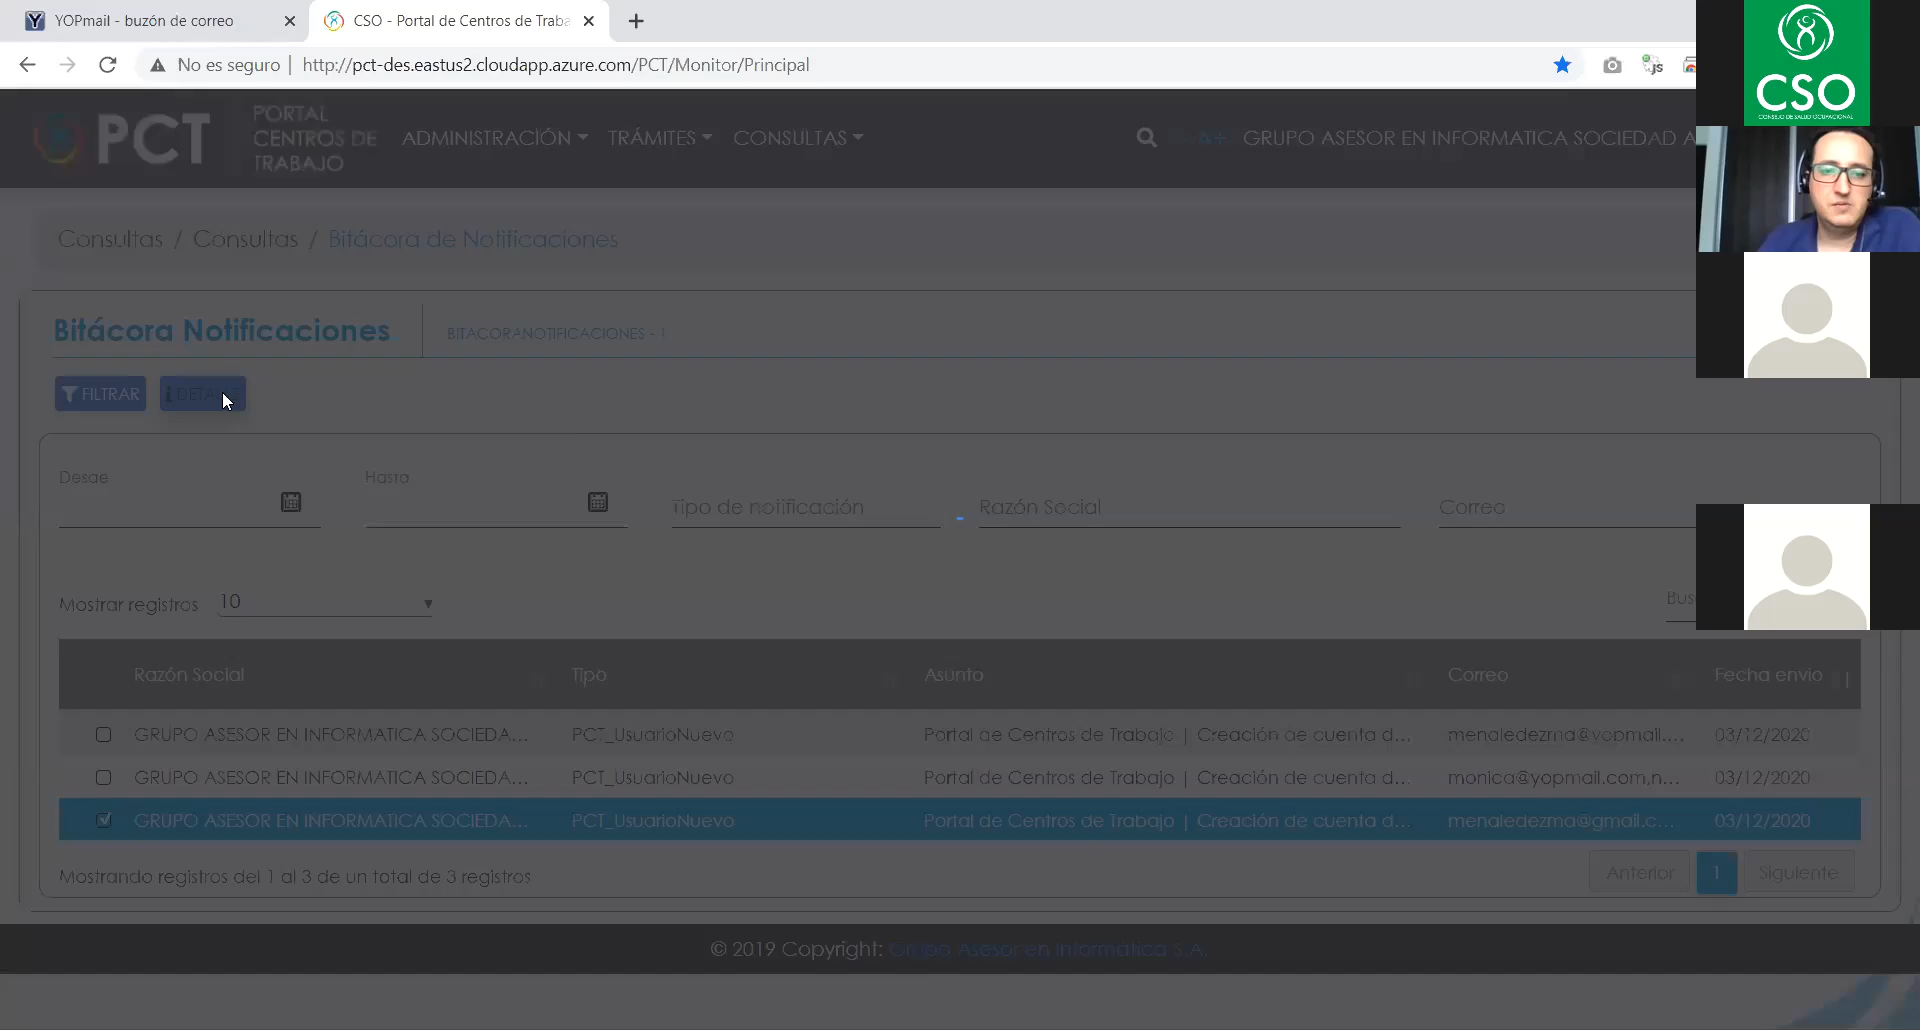 YOPmail - buzón de correo
CSO - Portal de Centros de Traba
No es seguro | http://pct-des.eastus2.cloudapp.azure.com/PCT/Monitor/Principal
PCT
PORTAL
CENTROS DE
TRABAJO
ADMINISTRACIÓN TRÁMITES CONSULTAS
A+ GRUPO ASESOR EN INFORMATICA SOCIEDAD A
CSO
CONSEJO DE SALUD OCUPACIONAL
Consultas / Consultas / Bitácora de Notificaciones
Bitácora Notificaciones
BITACORANOTIFICACIONES - 1
FILTRAR
Desde
Hasta
Tipo de notificación
Razón Social
Correo
Mostrar registros 10
Bus
Razón Social Tipo Asunto Correo Fecha envio
GRUPO ASESOR EN INFORMATICA SOCIEDA... PCT_UsuarioNuevo Portal de Centros de Trabajo | Creación de cuenta d... menaledezma@yopmail.... 03/12/2020
GRUPO ASESOR EN INFORMATICA SOCIEDA... PCT_UsuarioNuevo Portal de Centros de Trabajo | Creación de cuenta d... monica@yopmail.com,n... 03/12/2020
GRUPO ASESOR EN INFORMATICA SOCIEDA... PCT_UsuarioNuevo Portal de Centros de Trabajo | Creación de cuenta d... menaledezma@gmail.c... 03/12/2020
Mostrando registros del 1 al 3 de un total de 3 registros
Anterior 1 Siguiente
© 2019 Copyright: Grupo Asesor en Informática S.A.